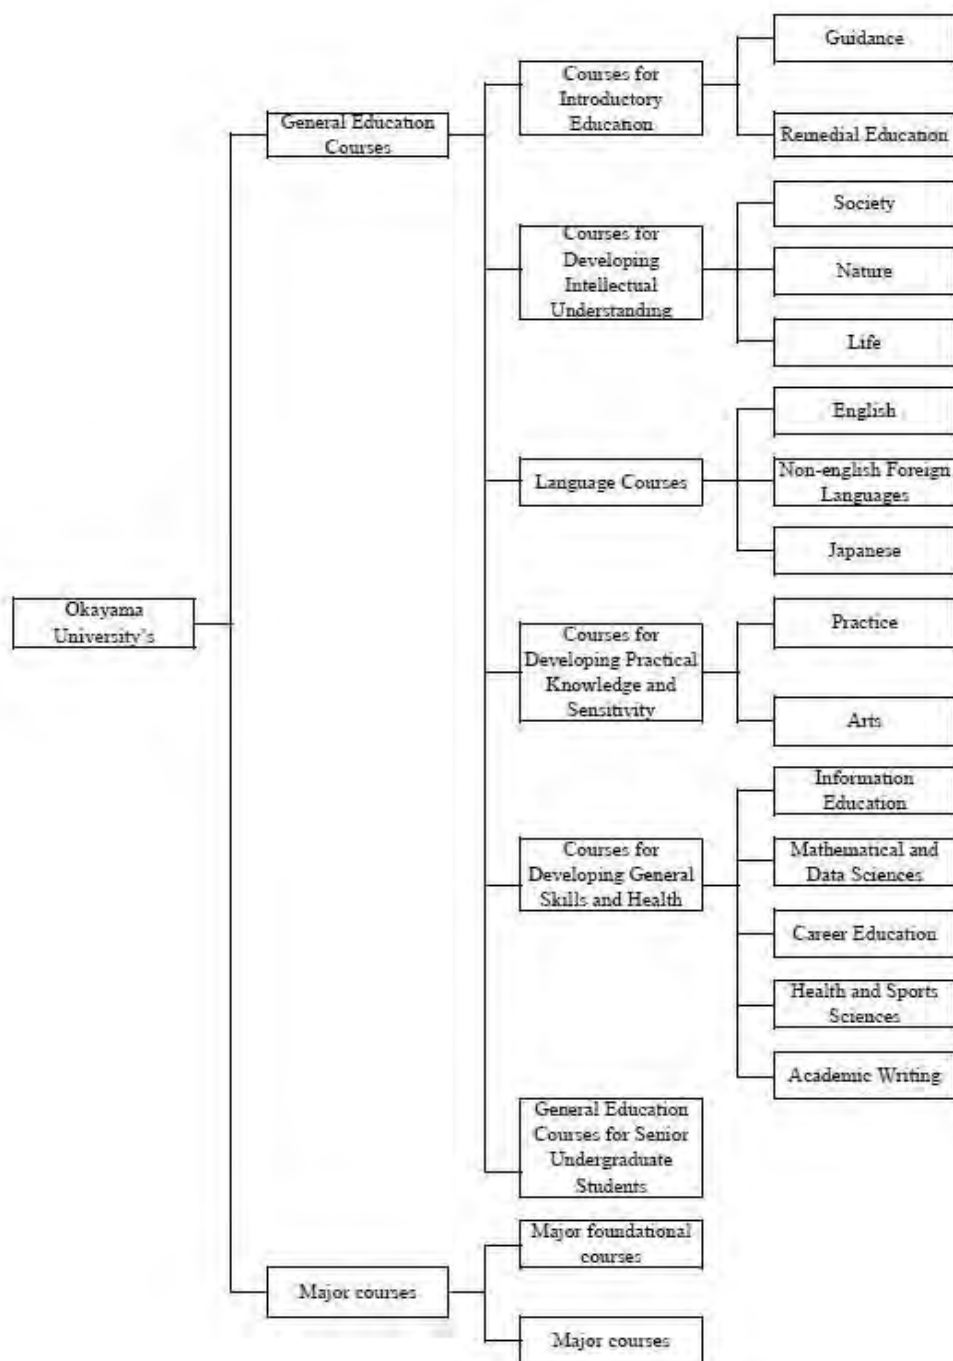 Okayama
University's
General Education
Courses
Courses for
Introductory
Education
Guidance
Remedial Education
Courses for
Developing
Intellectual
Understanding
Society
Nature
Life
Language Courses
English
Non-english Foreign
Languages
Japanese
Courses for
Developing Practical
Knowledge and
Sensitivity
Practice
Arts
Courses for
Developing General
Skills and Health
Information
Education
Mathematical and
Data Sciences
Career Education
Health and Sports
Sciences
Academic Writing
General Education
Courses for Senior
Undergraduate
Students
Major courses
Major foundational
courses
Major courses